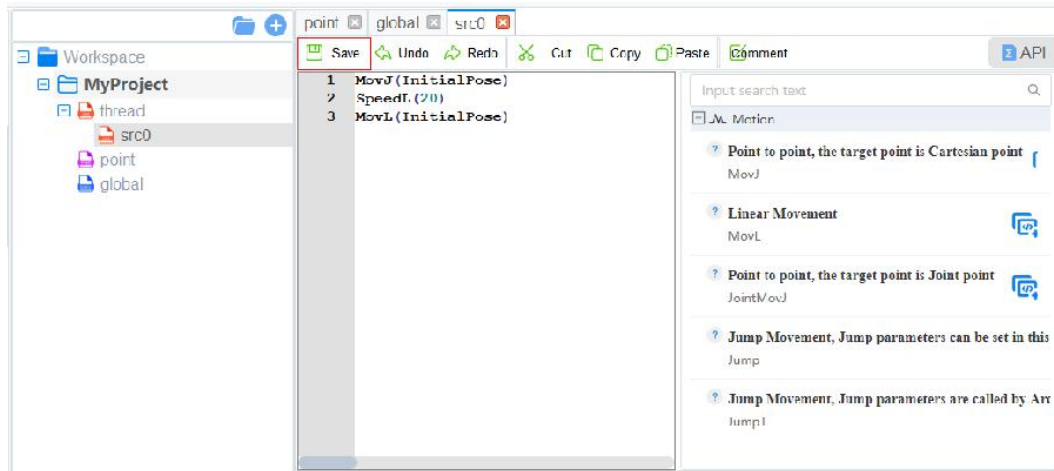 point global src0
Save Undo Redo Cut Copy Paste Comment API
Workspace
MyProject
thread
src0
point
global
1 MovJ(InitialPose)
2 SpeedL(20)
3 MovL(InitialPose)
Input search text
Motion
Point to point, the target point is Cartesian point
MovJ
Linear Movement
MovL
Point to point, the target point is Joint point
JointMovJ
Jump Movement, Jump parameters can be set in this
Jump
Jump Movement, Jump parameters are called by